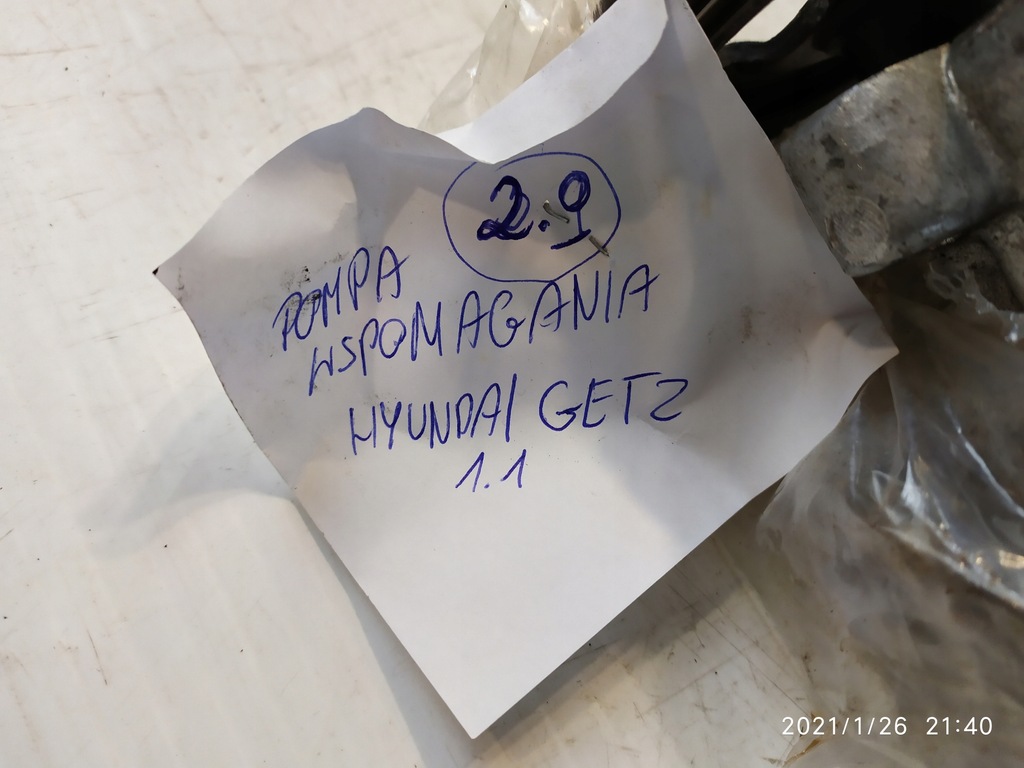 2.9
POMPA
WSPOMAGANIA
HYUNDAI GETZ
1.1
2021/1/26 21:40